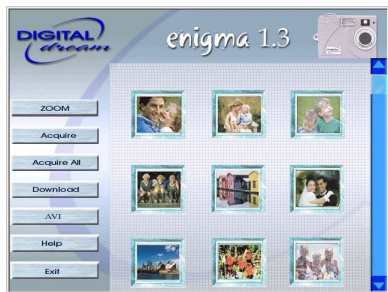 DIGITAL
dream
enigma 1.3
ZOOM
Acquire
Acquire All
Download
AVI
Help
Exit